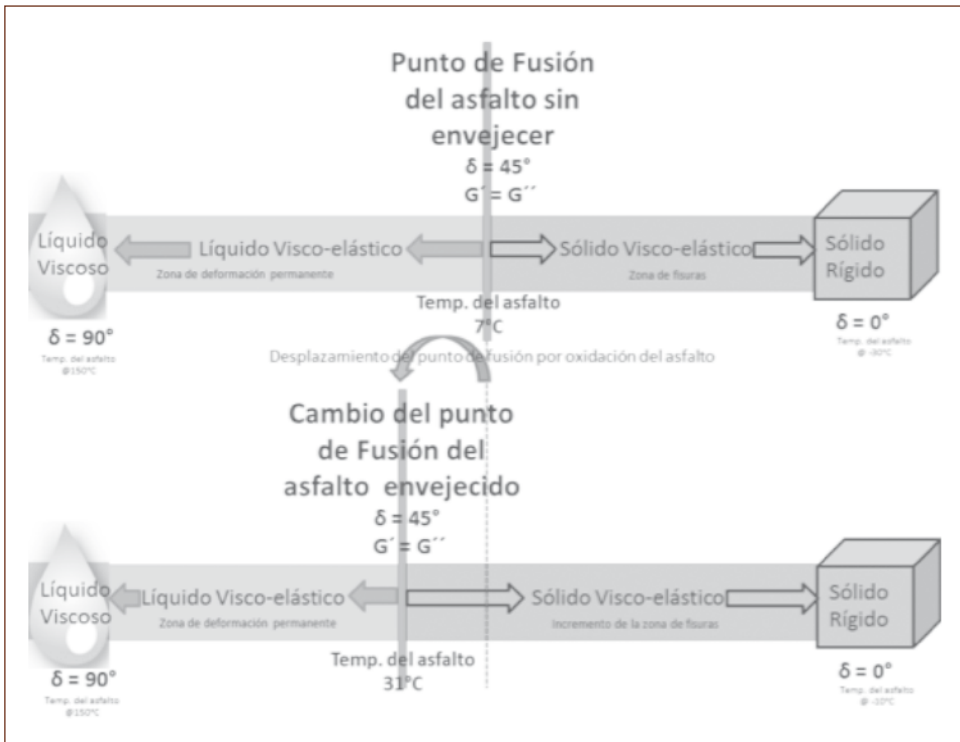 Punto de Fusión
del asfalto sin
envejecer
δ = 45°
G´ = G´´
Líquido
Viscoso
Líquido Visco-elástico
Zona de deformación permanente
Sólido Visco-elástico
Zona de fisuras
Sólido
Rígido
Temp. del asfalto
7°C
δ = 90°
Temp. del asfalto
@150°C
δ = 0°
Temp. del asfalto
@ -30°C
Desplazamiento del punto de fusión por oxidación del asfalto
Cambio del punto
de Fusión del
asfalto envejecido
δ = 45°
G´ = G´´
Líquido
Viscoso
Líquido Visco-elástico
Zona de deformación permanente
Sólido Visco-elástico
Incremento de la zona de fisuras
Sólido
Rígido
Temp. del asfalto
31°C
δ = 90°
Temp. del asfalto
@150°C
δ = 0°
Temp. del asfalto
@ -10°C